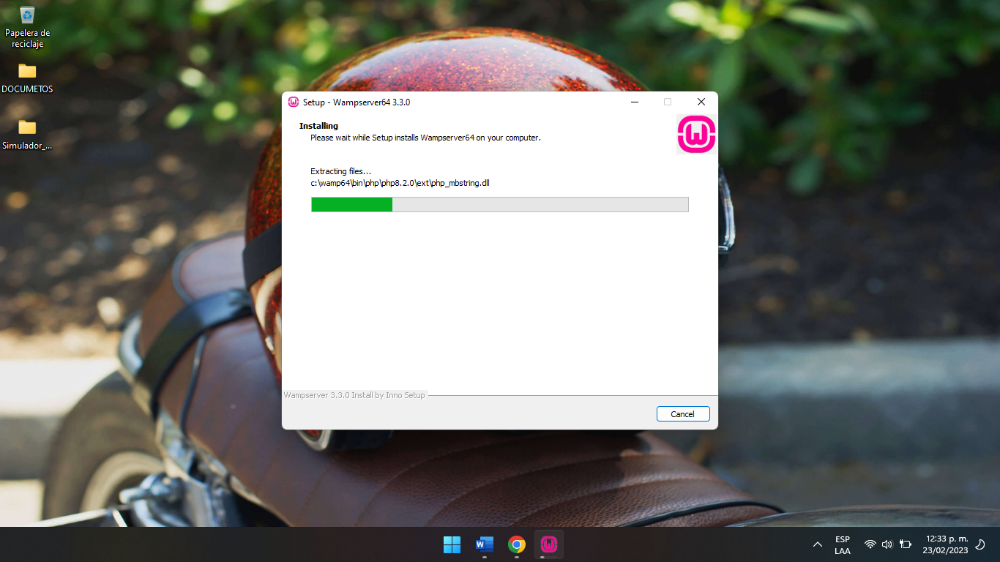 Papelera de
reciclaje
DOCUMETOS
Simulador_...
Setup - Wampserver64 3.3.0
Installing
Please wait while Setup installs Wampserver64 on your computer.
Extracting files...
c:\wamp64\bin\php\php8.2.0\ext\php_mbstring.dll
Wampserver 3.3.0 Install by Inno Setup
Cancel
ESP
LAA
12:33 p. m.
23/02/2023